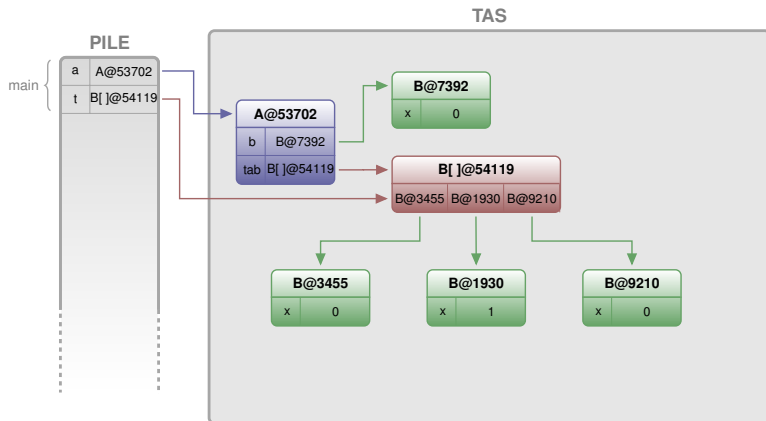 TAS
PILE
main
a A@53702
t B[ ]@54119
B@7392
x 0
A@53702
b B@7392
tab B[ ]@54119
B[ ]@54119
B@3455 B@1930 B@9210
B@3455
x 0
B@1930
x 1
B@9210
x 0